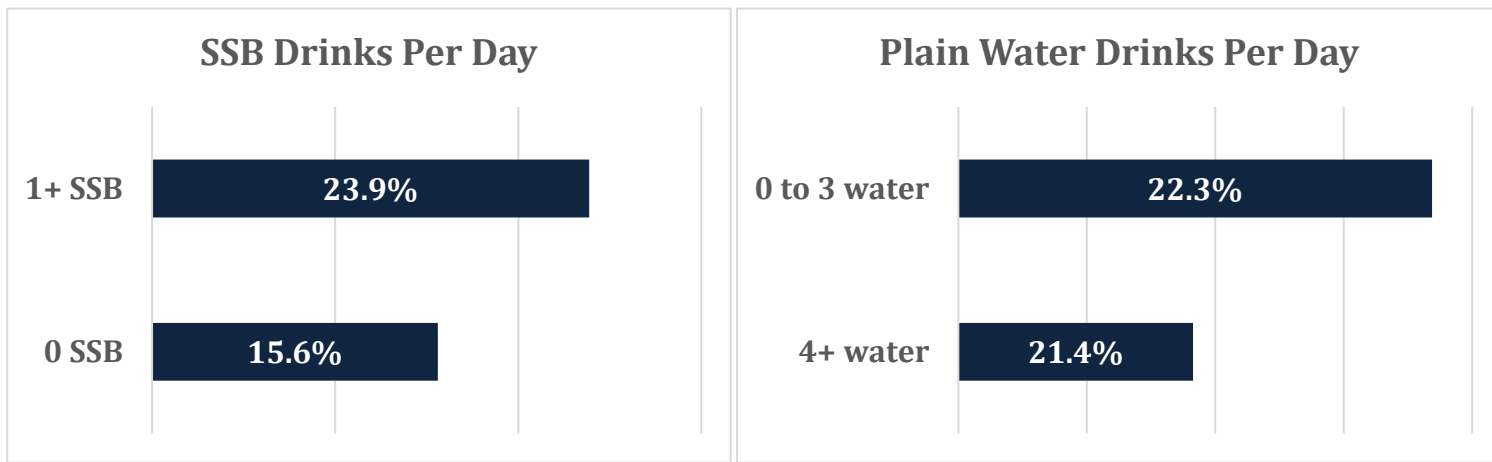 SSB Drinks Per Day
1+ SSB
23.9%
0 SSB
15.6%
Plain Water Drinks Per Day
0 to 3 water
22.3%
4+ water
21.4%